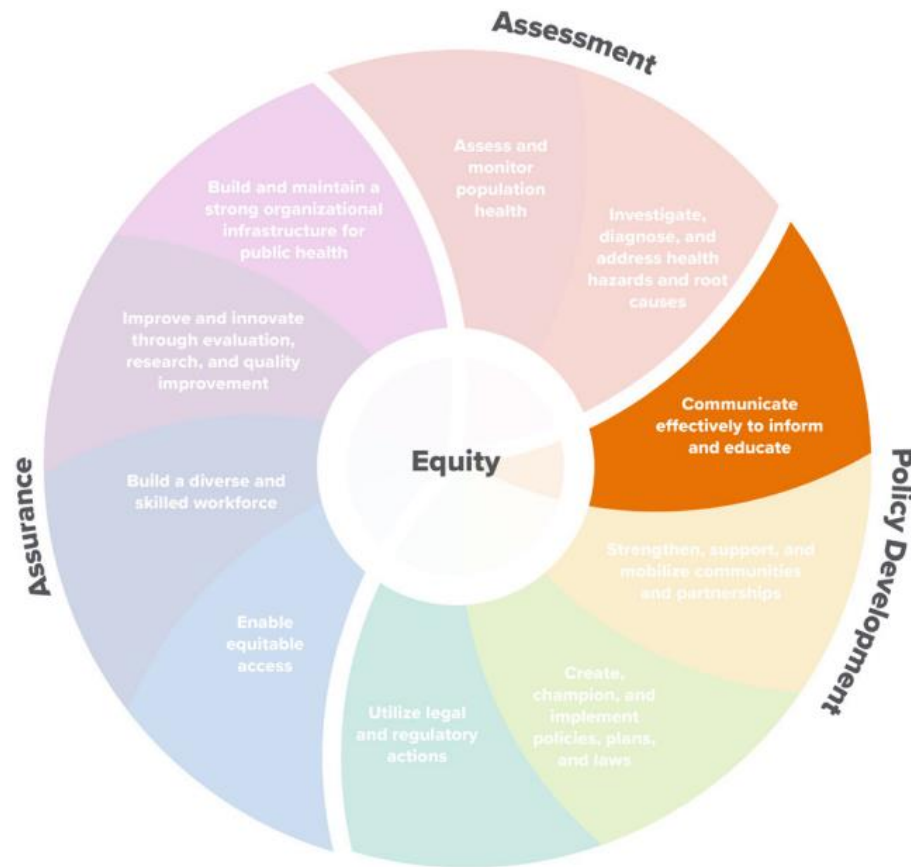 Assessment
Assess and
monitor
population
health
Investigate,
diagnose, and
address health
hazards and root
causes
Policy Development
Communicate
effectively to inform
and educate
Strengthen, support, and
mobilize communities
and partnerships
Create,
champion, and
implement
policies, plans,
and laws
Utilize legal
and regulatory
actions
Assurance
Enable
equitable
access
Build a diverse and
skilled workforce
Improve and innovate
through evaluation,
research, and quality
improvement
Build and maintain a
strong organizational
infrastructure for
public health
Equity